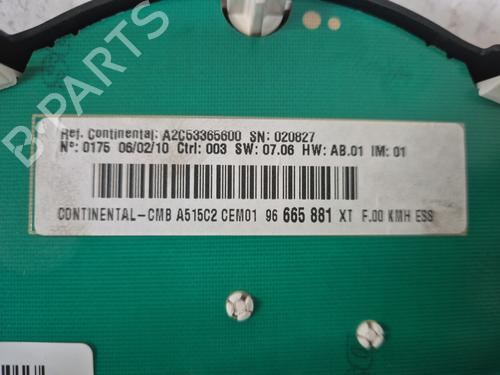 B-PARTS
Ref. Continental: A2C53365600 SN: 020827
Nº: 0175 06/02/10 Ctrl: 003 SW: 07.06 HW: AB.01 IM: 01
CONTINENTAL-CMB A515C2 CEM01 96 665 881 XT F.00 KMH ESS